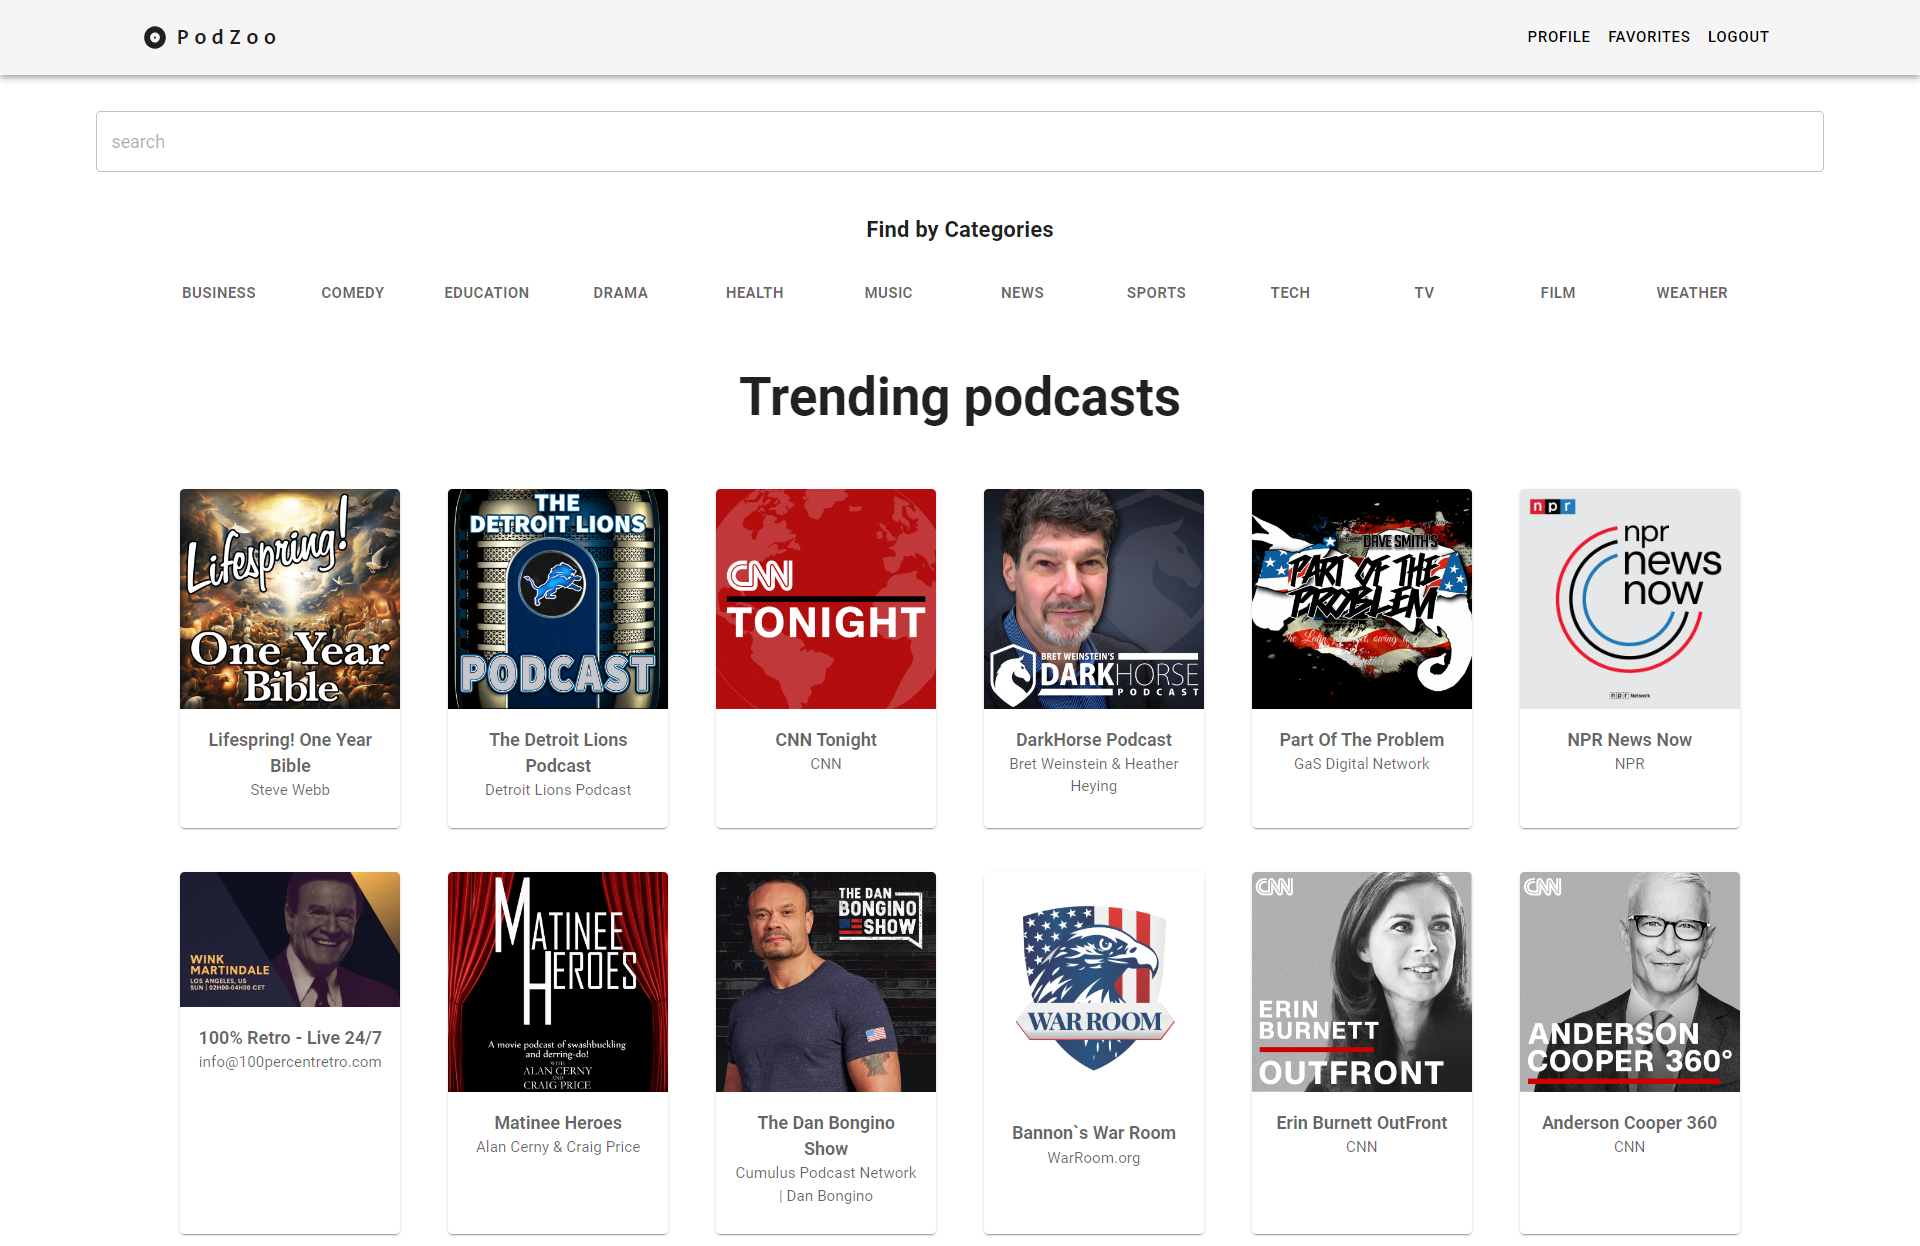 PodZoo
PROFILE FAVORITES LOGOUT
search
Find by Categories
BUSINESS COMEDY EDUCATION DRAMA HEALTH MUSIC NEWS SPORTS TECH TV FILM WEATHER
Trending podcasts
Lifespring!
One Year
Bible
THE
DETROIT LIONS
PODCAST
CNN
TONIGHT
BRET WEINSTEIN'S
DARKHORSE
PODCAST
DAVE SMITH'S
PART OF THE
PROBLEM
npr
npr
news
now
npr Network
Lifespring! One Year
Bible
Steve Webb
The Detroit Lions
Podcast
Detroit Lions Podcast
CNN Tonight
CNN
DarkHorse Podcast
Bret Weinstein & Heather
Heying
Part Of The Problem
GaS Digital Network
NPR News Now
NPR
WINK
MARTINDALE
LOS ANGELES, US
SUN | 02H00-04H00 CET
MATINEE
HEROES
A movie podcast of swashbuckling
and derring-do!
WITH
ALAN CERNY
AND
CRAIG PRICE
THE DAN
BONGINO
SHOW
WAR ROOM
CNN
ERIN
BURNETT
OUTFRONT
CNN
ANDERSON
COOPER 360°
100% Retro - Live 24/7
info@100percentretro.com
Matinee Heroes
Alan Cerny & Craig Price
The Dan Bongino
Show
Cumulus Podcast Network
| Dan Bongino
Bannon`s War Room
WarRoom.org
Erin Burnett OutFront
CNN
Anderson Cooper 360
CNN